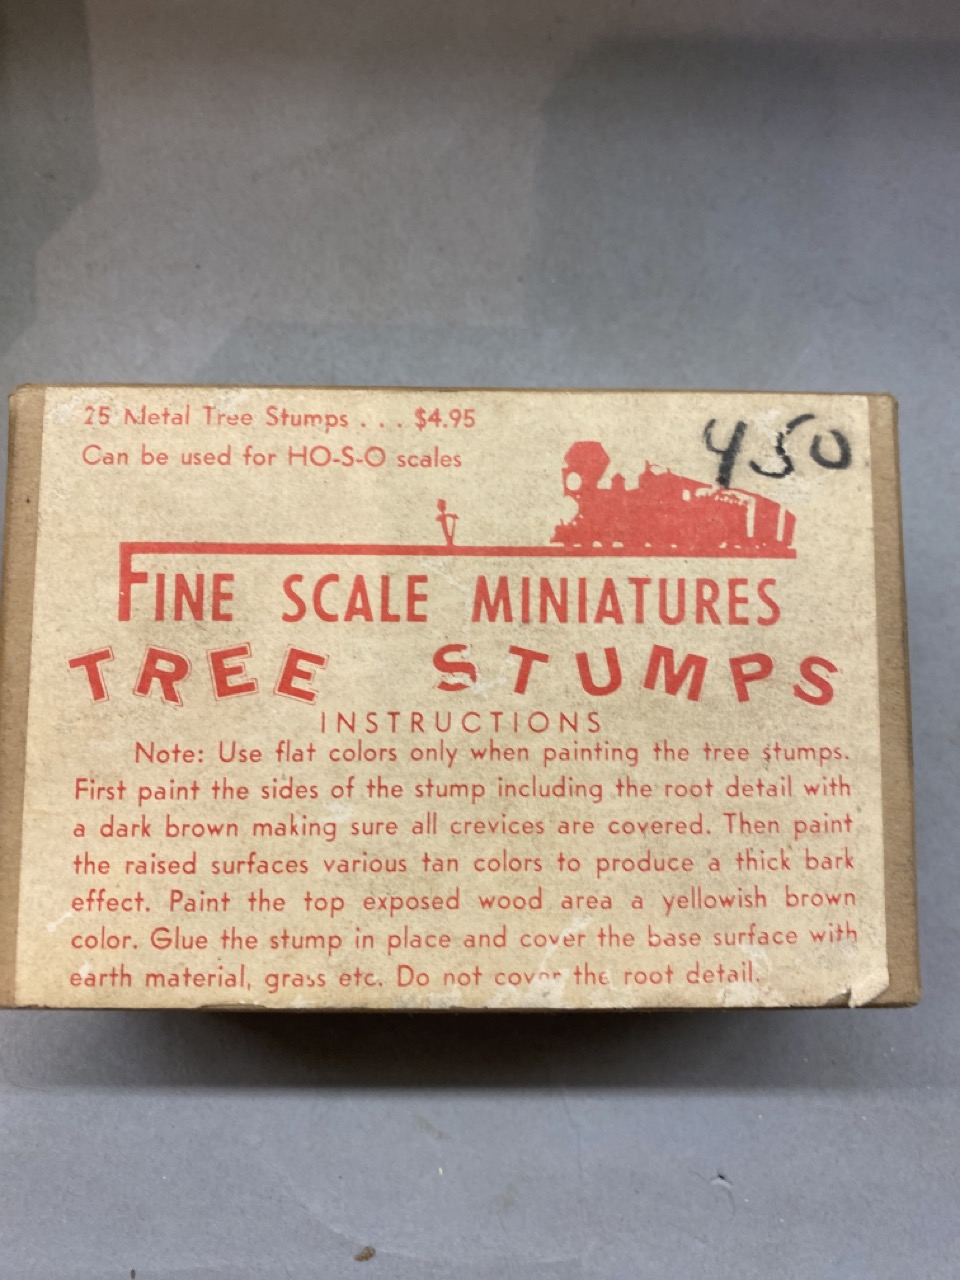 25 Metal Tree Stumps . . . $4.95
Can be used for HO-S-O scales
450
FINE SCALE MINIATURES
TREE STUMPS
INSTRUCTIONS
Note: Use flat colors only when painting the tree stumps.
First paint the sides of the stump including the root detail with
a dark brown making sure all crevices are covered. Then paint
the raised surfaces various tan colors to produce a thick bark
effect. Paint the top exposed wood area a yellowish brown
color. Glue the stump in place and cover the base surface with
earth material, grass etc. Do not cover the root detail.